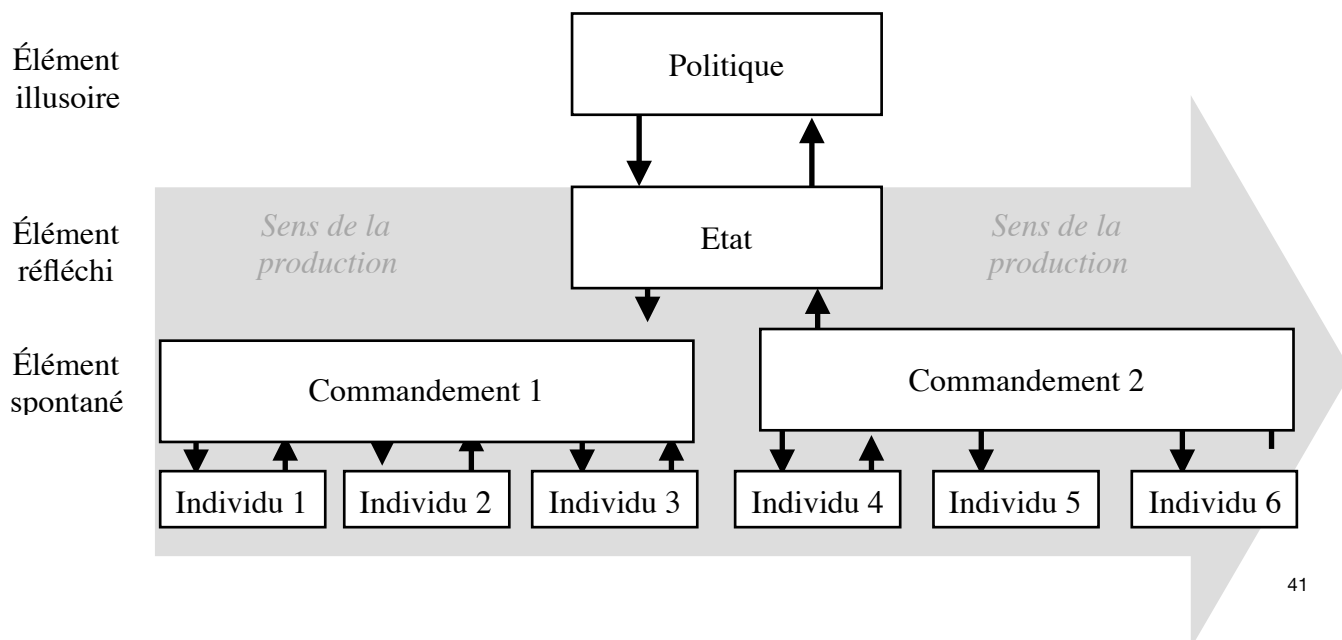 Élément
illusoire
Politique
Élément
réfléchi
Sens de la
production
Etat
Sens de la
production
Élément
spontané
Commandement 1
Commandement 2
Individu 1
Individu 2
Individu 3
Individu 4
Individu 5
Individu 6
41